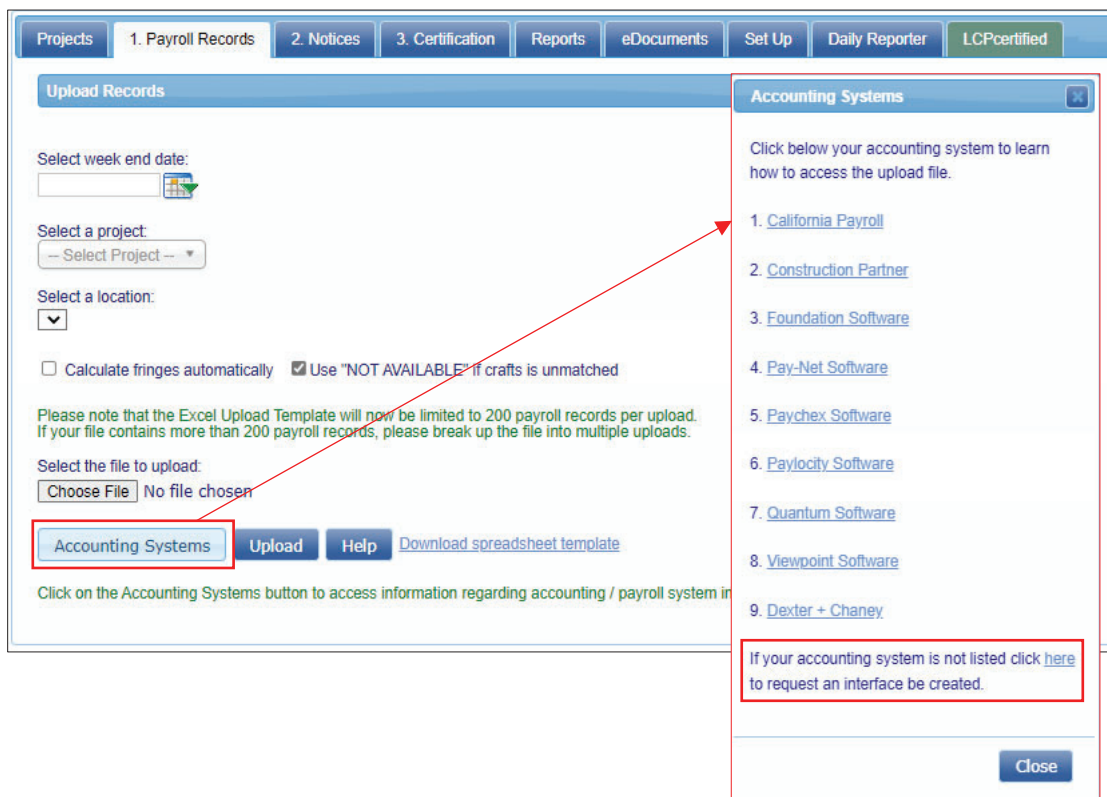 Projects
1. Payroll Records
2. Notices
3. Certification
Reports
eDocuments
Set Up
Daily Reporter
LCPcertified
Upload Records
Select week end date:
Select a project:
-- Select Project --
Select a location:
Calculate fringes automatically
Use "NOT AVAILABLE" if crafts is unmatched
Please note that the Excel Upload Template will now be limited to 200 payroll records per upload.
If your file contains more than 200 payroll records, please break up the file into multiple uploads.
Select the file to upload:
Choose File No file chosen
Accounting Systems
Upload
Help
Download spreadsheet template
Click on the Accounting Systems button to access information regarding accounting / payroll system in
Accounting Systems
Click below your accounting system to learn
how to access the upload file.
1. California Payroll
2. Construction Partner
3. Foundation Software
4. Pay-Net Software
5. Paychex Software
6. Paylocity Software
7. Quantum Software
8. Viewpoint Software
9. Dexter + Chaney
If your accounting system is not listed click here
to request an interface be created.
Close